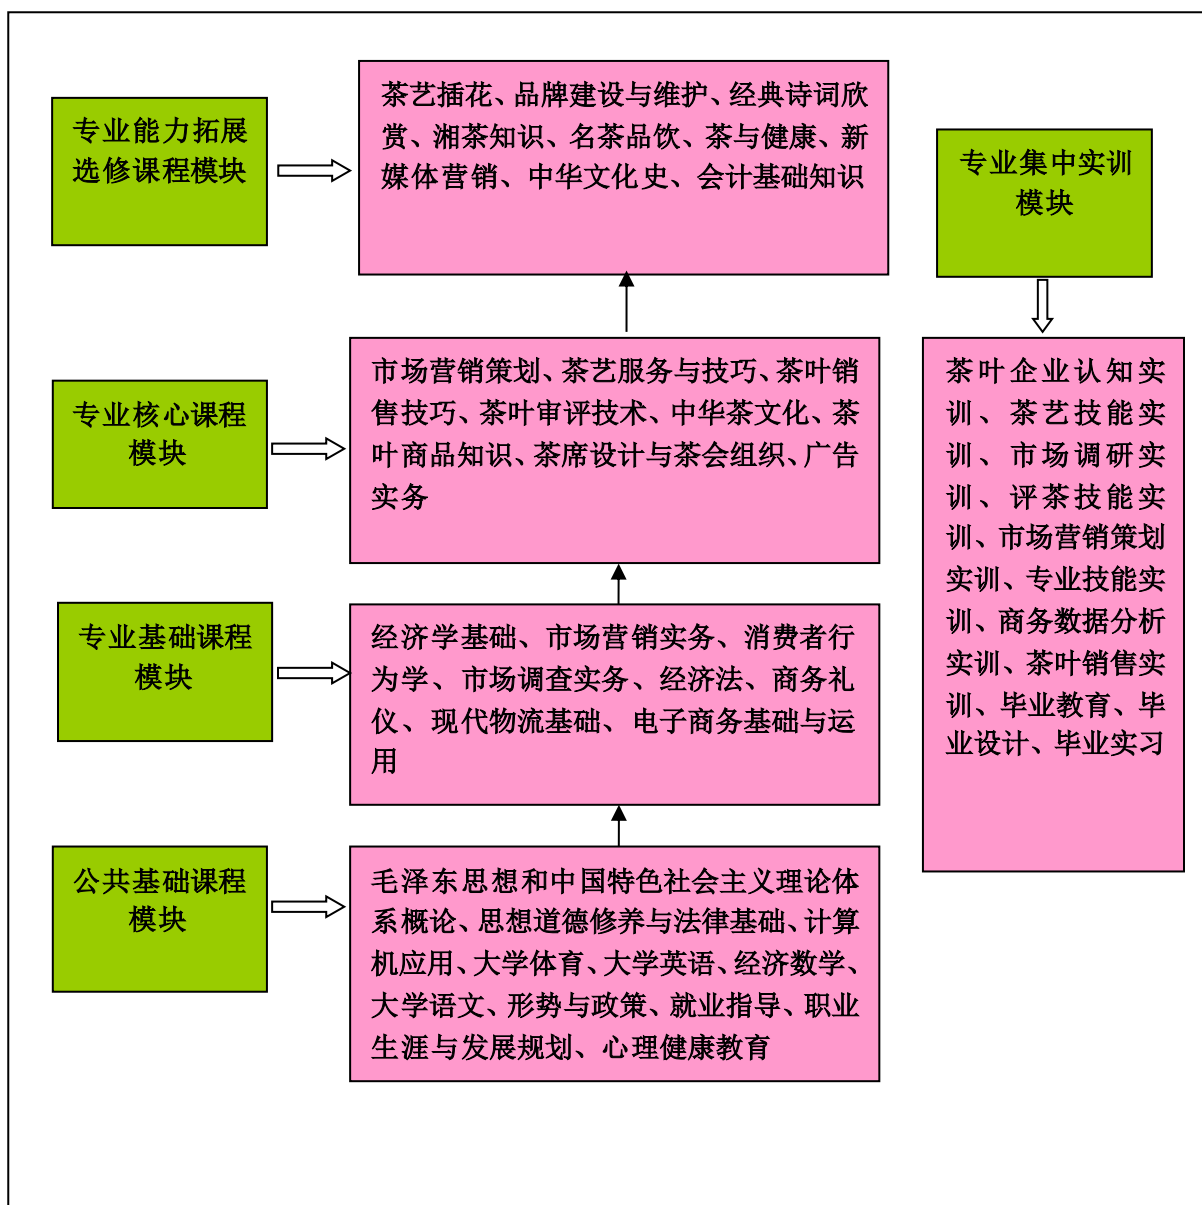 专业能力拓展
选修课程模块
茶艺插花、品牌建设与维护、经典诗词欣
赏、湘茶知识、名茶品饮、茶与健康、新
媒体营销、中华文化史、会计基础知识
专业集中实训
模块
专业核心课程
模块
市场营销策划、茶艺服务与技巧、茶叶销
售技巧、茶叶审评技术、中华茶文化、茶
叶商品知识、茶席设计与茶会组织、广告
实务
茶叶企业认知实
训、茶艺技能实
训、市场调研实
训、评茶技能实
训、市场营销策划
实训、专业技能实
训、商务数据分析
实训、茶叶销售实
训、毕业教育、毕
业设计、毕业实习
专业基础课程
模块
经济学基础、市场营销实务、消费者行
为学、市场调查实务、经济法、商务礼
仪、现代物流基础、电子商务基础与运
用
公共基础课程
模块
毛泽东思想和中国特色社会主义理论体
系概论、思想道德修养与法律基础、计算
机应用、大学体育、大学英语、经济数学、
大学语文、形势与政策、就业指导、职业
生涯与发展规划、心理健康教育